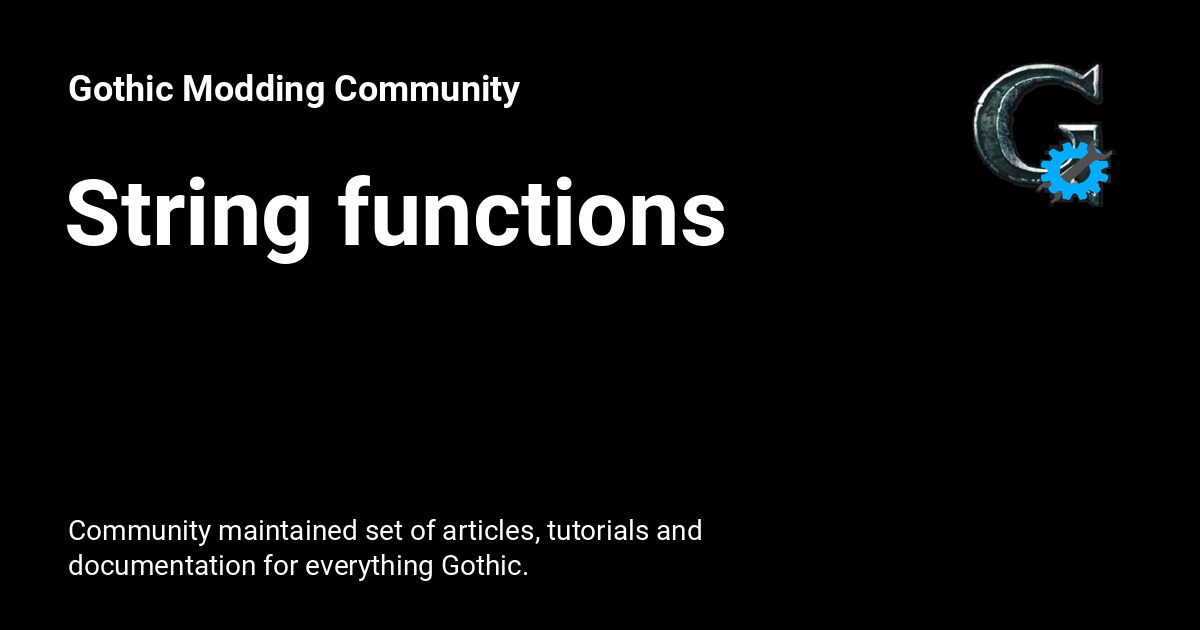 Gothic Modding Community
String functions
Community maintained set of articles, tutorials and
documentation for everything Gothic.